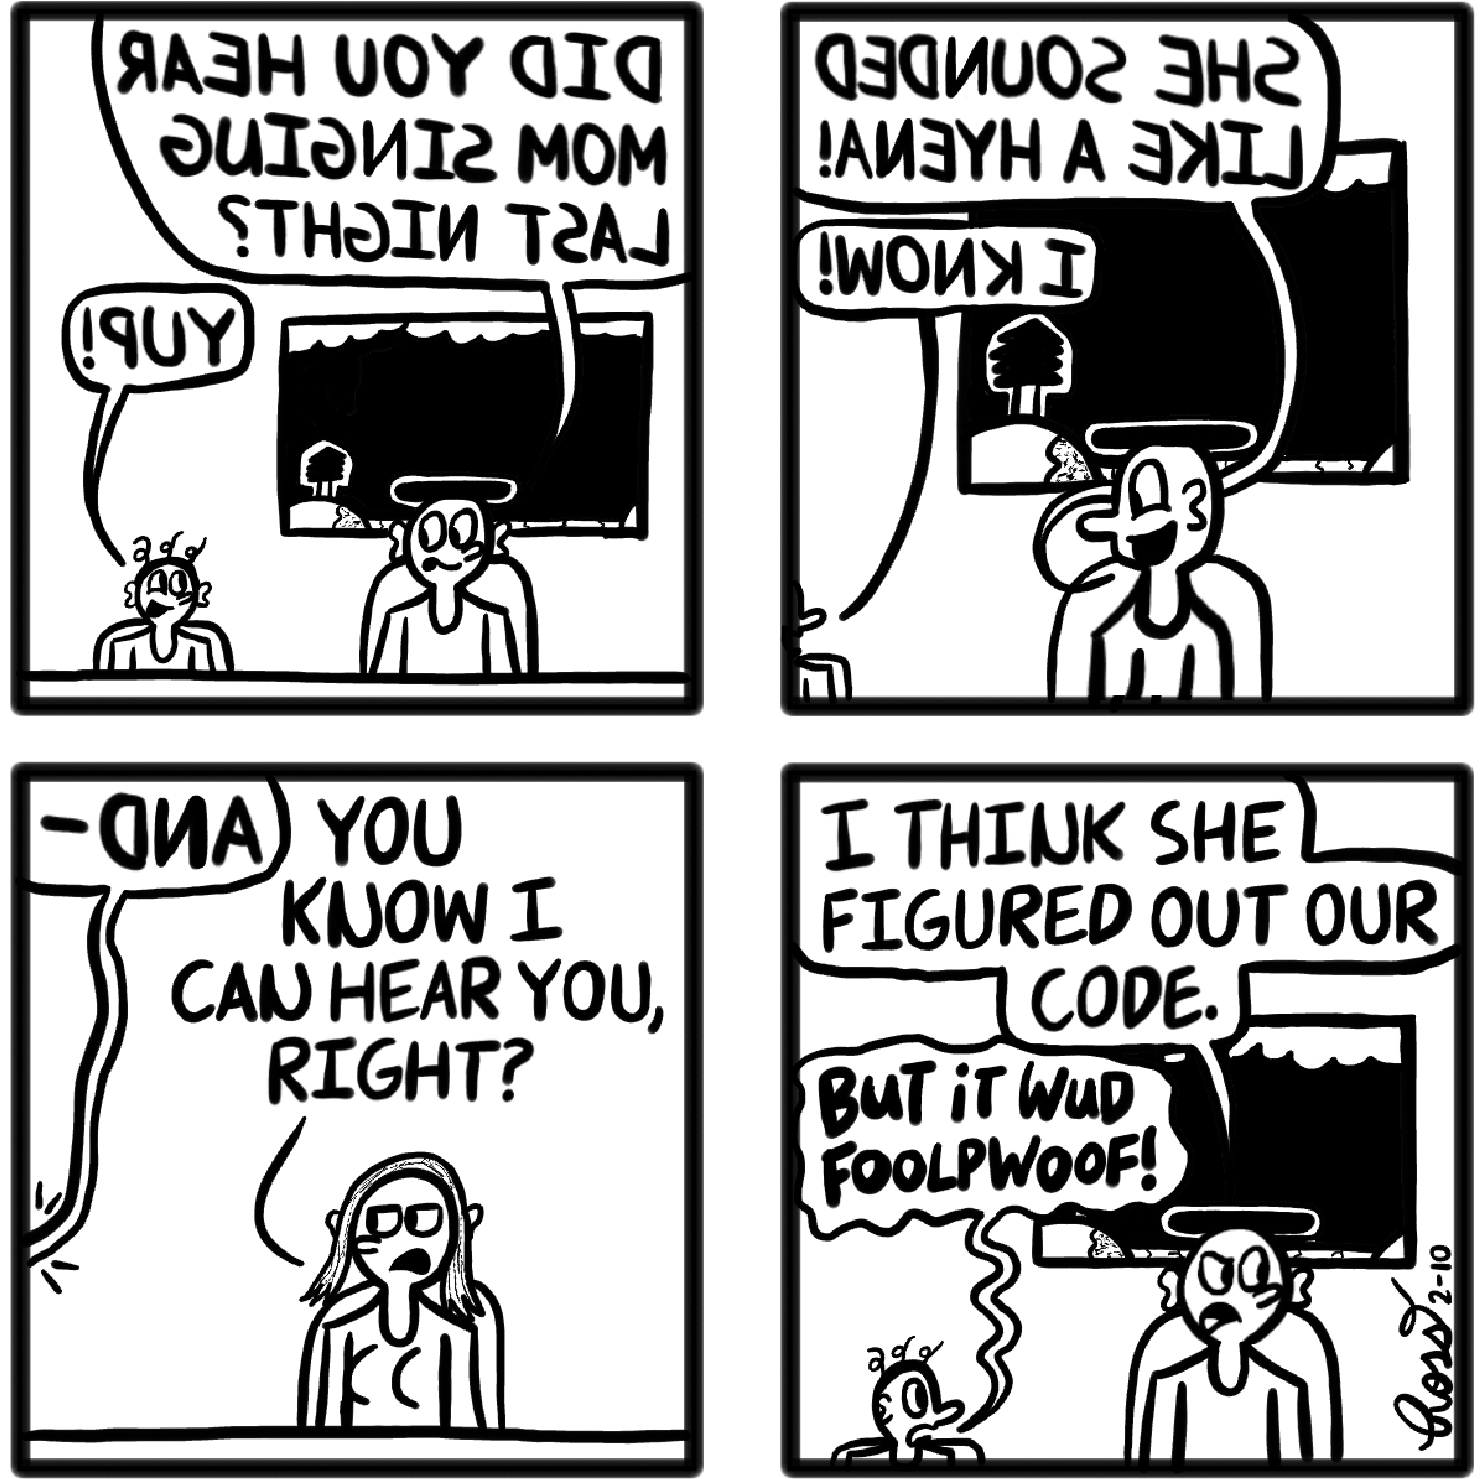 DID YOU HEAR
MOM SINGING
LAST NIGHT?
YUP!
SHE SOUNDED
LIKE A HYENA!
I KNOW!
AND-
YOU
KNOW I
CAN HEAR YOU,
RIGHT?
I THINK SHE
FIGURED OUT OUR
CODE.
BUT iT WUD
FOOLPWOOF!
Ross
2-10